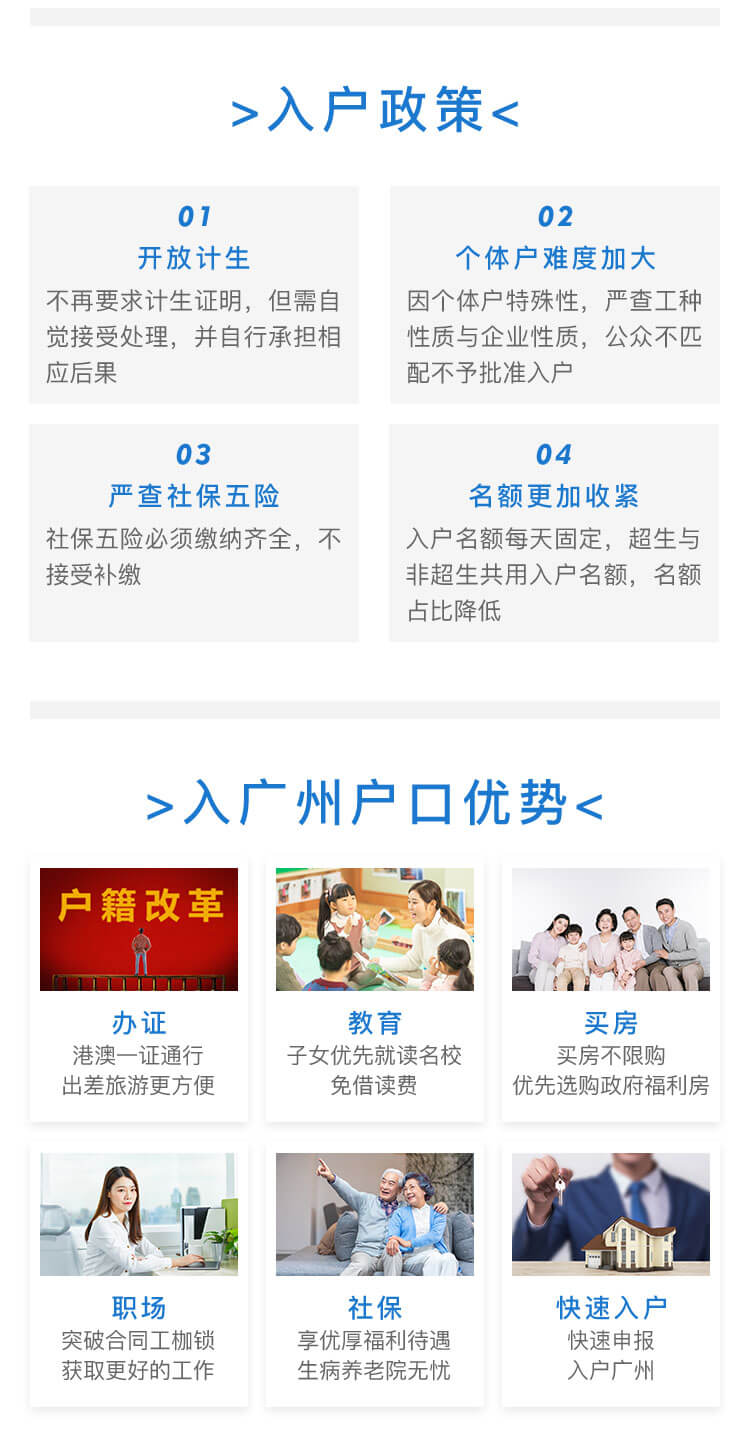 >入户政策<
01
开放计生
不再要求计生证明，但需自
觉接受处理，并自行承担相
应后果
02
个体户难度加大
因个体户特殊性，严查工种
性质与企业性质，公众不匹
配不予批准入户
03
严查社保五险
社保五险必须缴纳齐全，不
接受补缴
04
名额更加收紧
入户名额每天固定，超生与
非超生共用入户名额，名额
占比降低
>入广州户口优势<
户籍改革
办证
港澳一证通行
出差旅游更方便
教育
子女优先就读名校
免借读费
买房
买房不限购
优先选购政府福利房
职场
突破合同工枷锁
获取更好的工作
社保
享优厚福利待遇
生病养老院无忧
快速入户
快速申报
入户广州